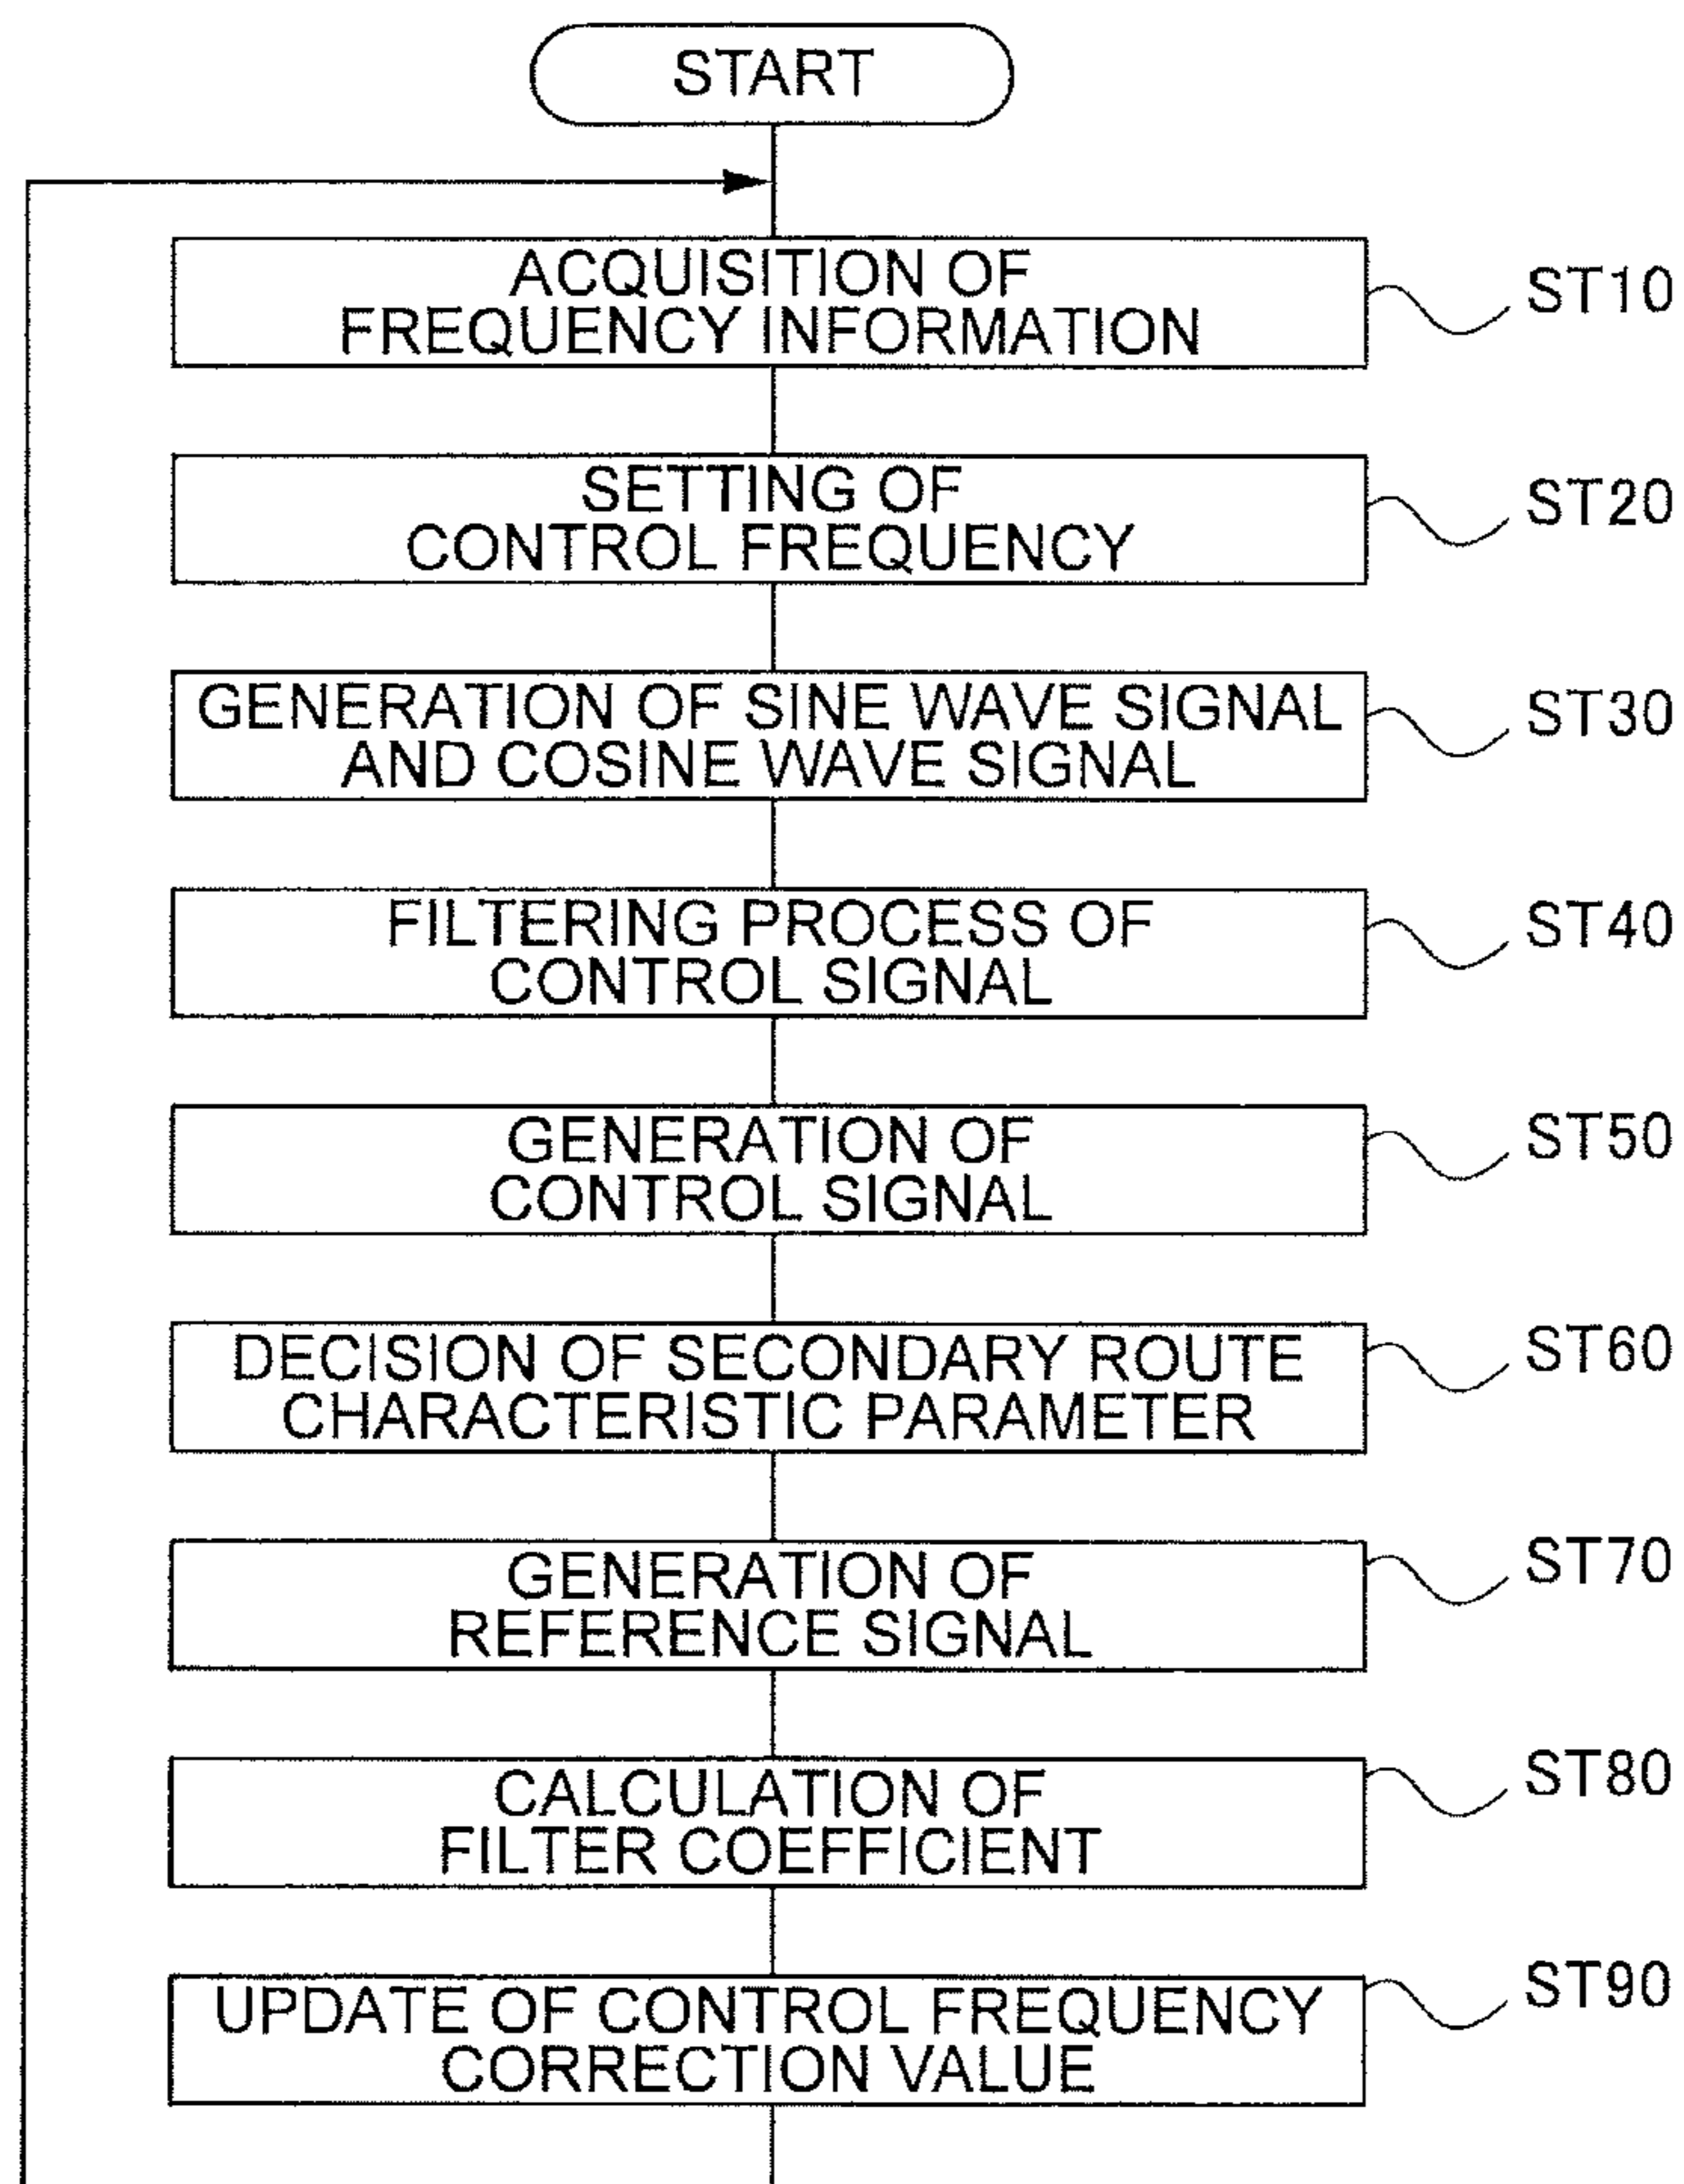 START
ACQUISITION OF
FREQUENCY INFORMATION
ST10
SETTING OF
CONTROL FREQUENCY
ST20
GENERATION OF SINE WAVE SIGNAL
AND COSINE WAVE SIGNAL
ST30
FILTERING PROCESS OF
CONTROL SIGNAL
ST40
GENERATION OF
CONTROL SIGNAL
ST50
DECISION OF SECONDARY ROUTE
CHARACTERISTIC PARAMETER
ST60
GENERATION OF
REFERENCE SIGNAL
ST70
CALCULATION OF
FILTER COEFFICIENT
ST80
UPDATE OF CONTROL FREQUENCY
CORRECTION VALUE
ST90